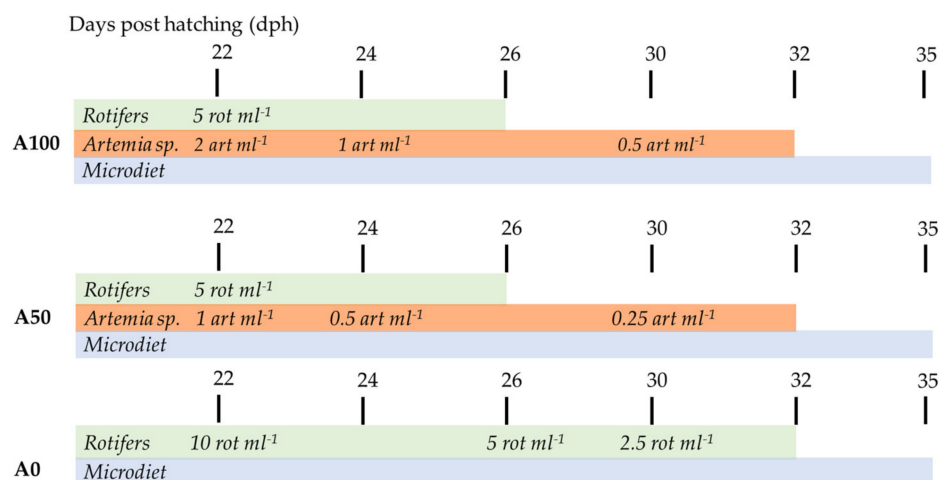 Days post hatching (dph)
22 24 26 30 32 35
Rotifers 5 rot ml-1
A100 Artemia sp. 2 art ml-1 1 art ml-1 0.5 art ml-1
Microdiet
22 24 26 30 32 35
Rotifers 5 rot ml-1
A50 Artemia sp. 1 art ml-1 0.5 art ml-1 0.25 art ml-1
Microdiet
22 24 26 30 32 35
Rotifers 10 rot ml-1 5 rot ml-1 2.5 rot ml-1
A0 Microdiet